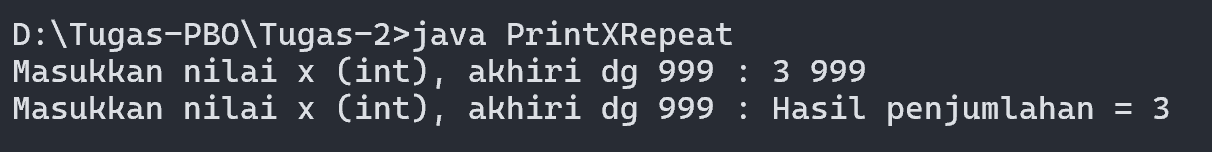 D:\Tugas-PBO\Tugas-2>java PrintXRepeat
Masukkan nilai x (int), akhiri dg 999 : 3 999
Masukkan nilai x (int), akhiri dg 999 : Hasil penjumlahan = 3